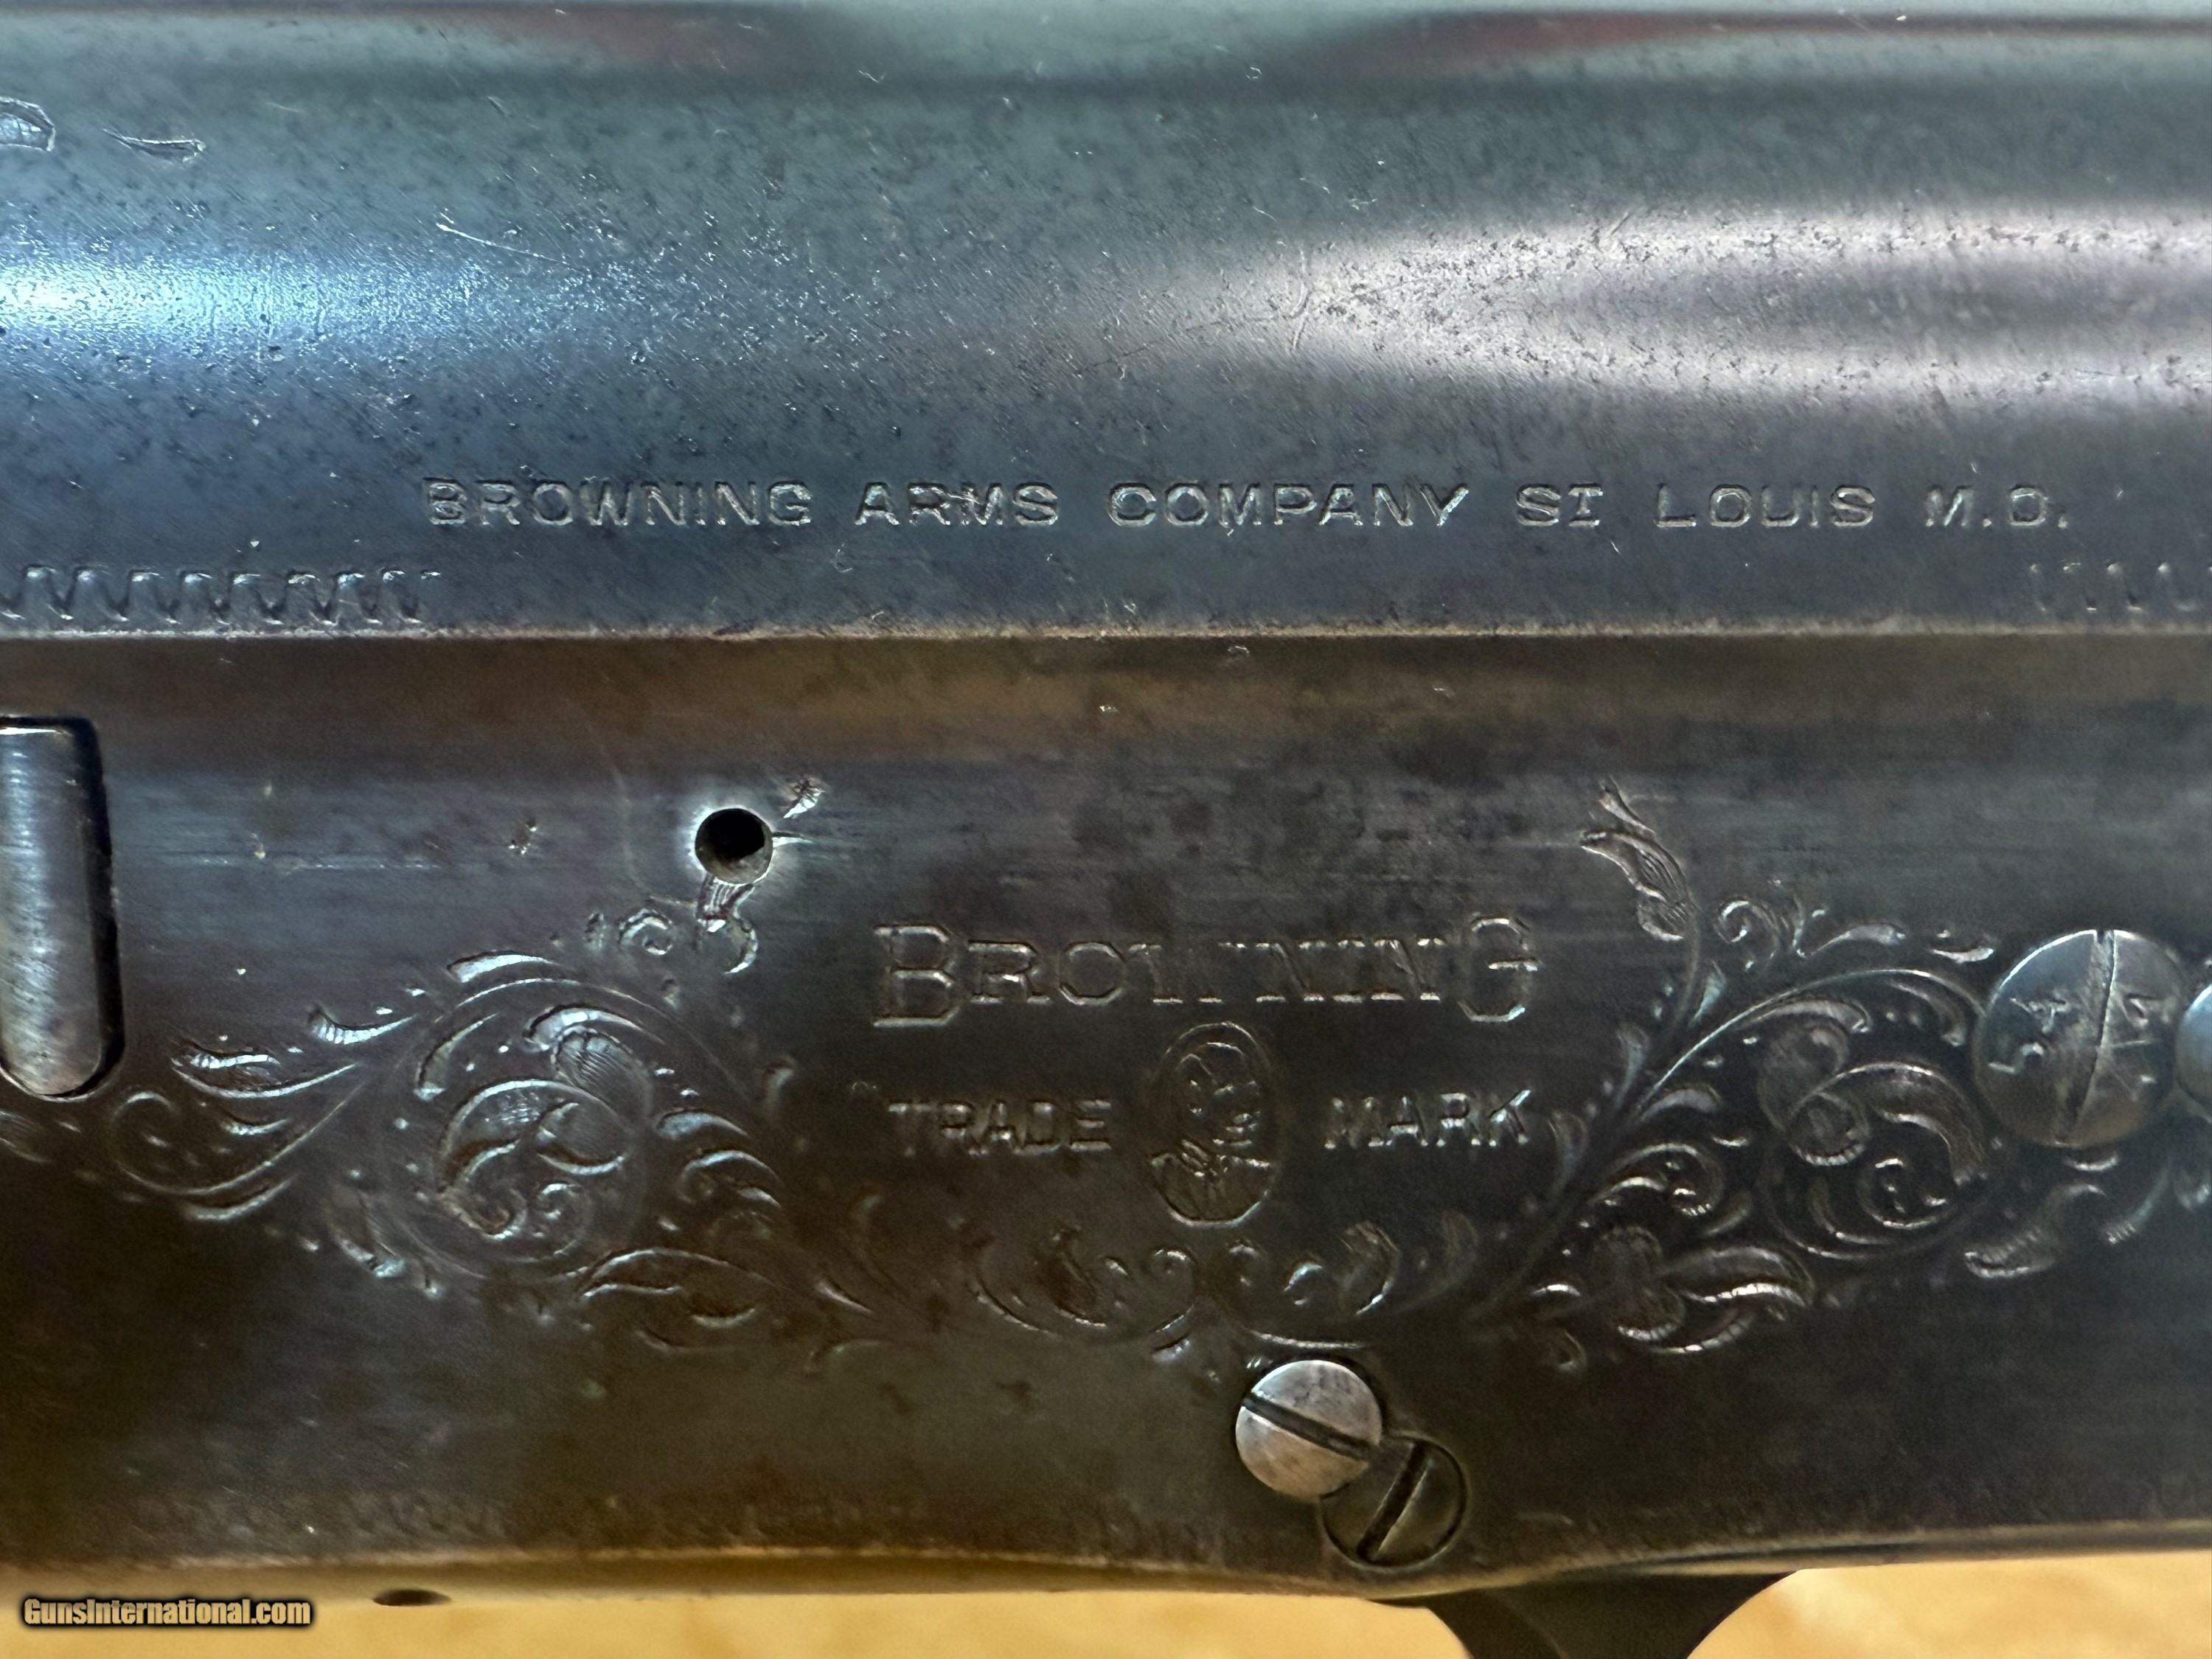 BROWNING ARMS COMPANY ST LOUIS M.O.
BROWNING
TRADE MARK
GunsInternational.com